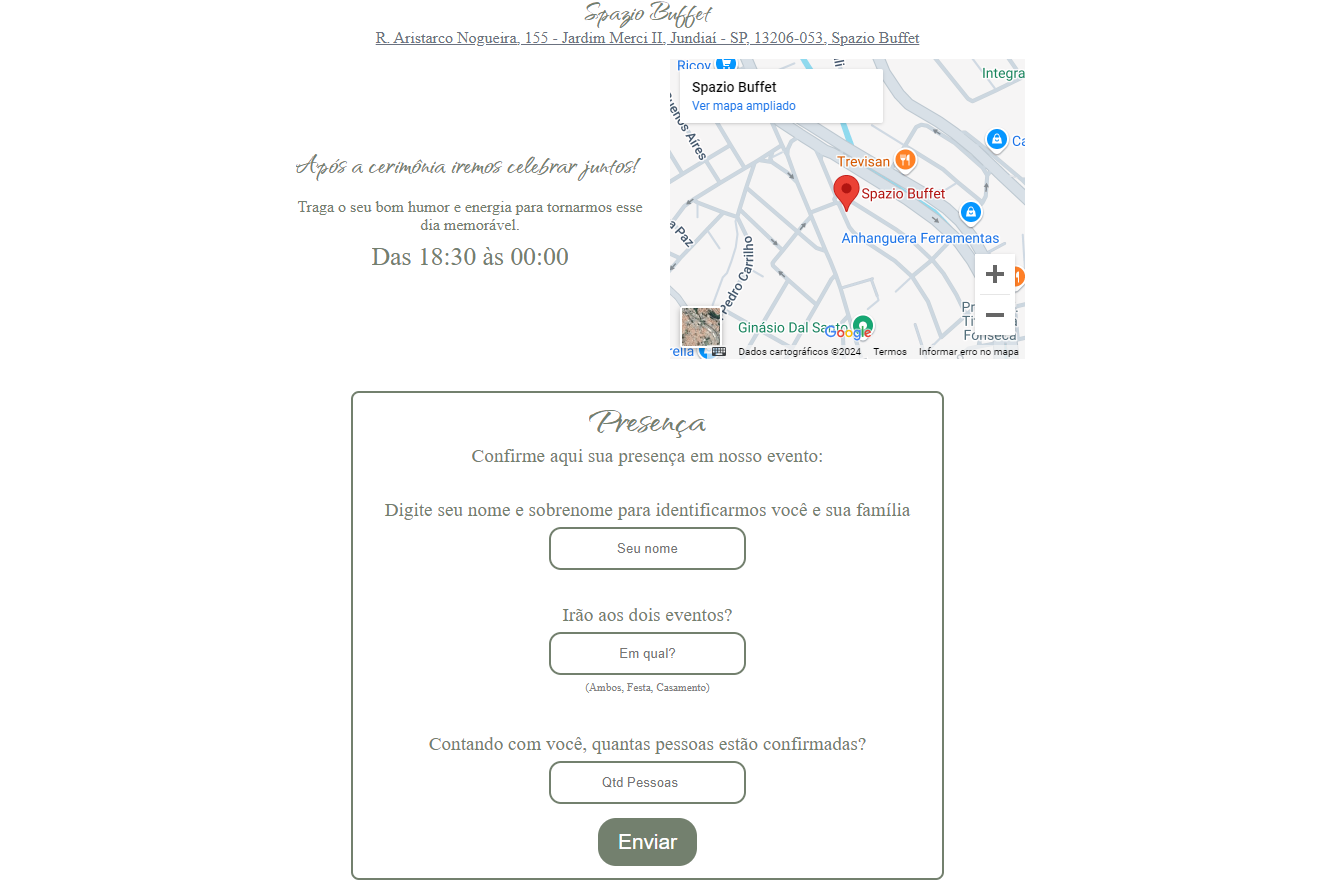 Spazio Buffet
R. Aristarco Nogueira, 155 - Jardim Merci II, Jundiaí - SP, 13206-053, Spazio Buffet
Após a cerimônia iremos celebrar juntos!
Traga o seu bom humor e energia para tornarmos esse
dia memorável.
Das 18:30 às 00:00
Ricoy
Integra
Spazio Buffet
Ver mapa ampliado
uenos Aires
Ca
Trevisan
Spazio Buffet
Anhanguera Ferramentas
a Paz
Pedro Carrilho
Ginásio Dal Santo
Google
Fonseca
Dados cartográficos ©2024
Termos
Informar erro no mapa
Presença
Confirme aqui sua presença em nosso evento:
Digite seu nome e sobrenome para identificarmos você e sua família
Seu nome
Irão aos dois eventos?
Em qual?
(Ambos, Festa, Casamento)
Contando com você, quantas pessoas estão confirmadas?
Qtd Pessoas
Enviar